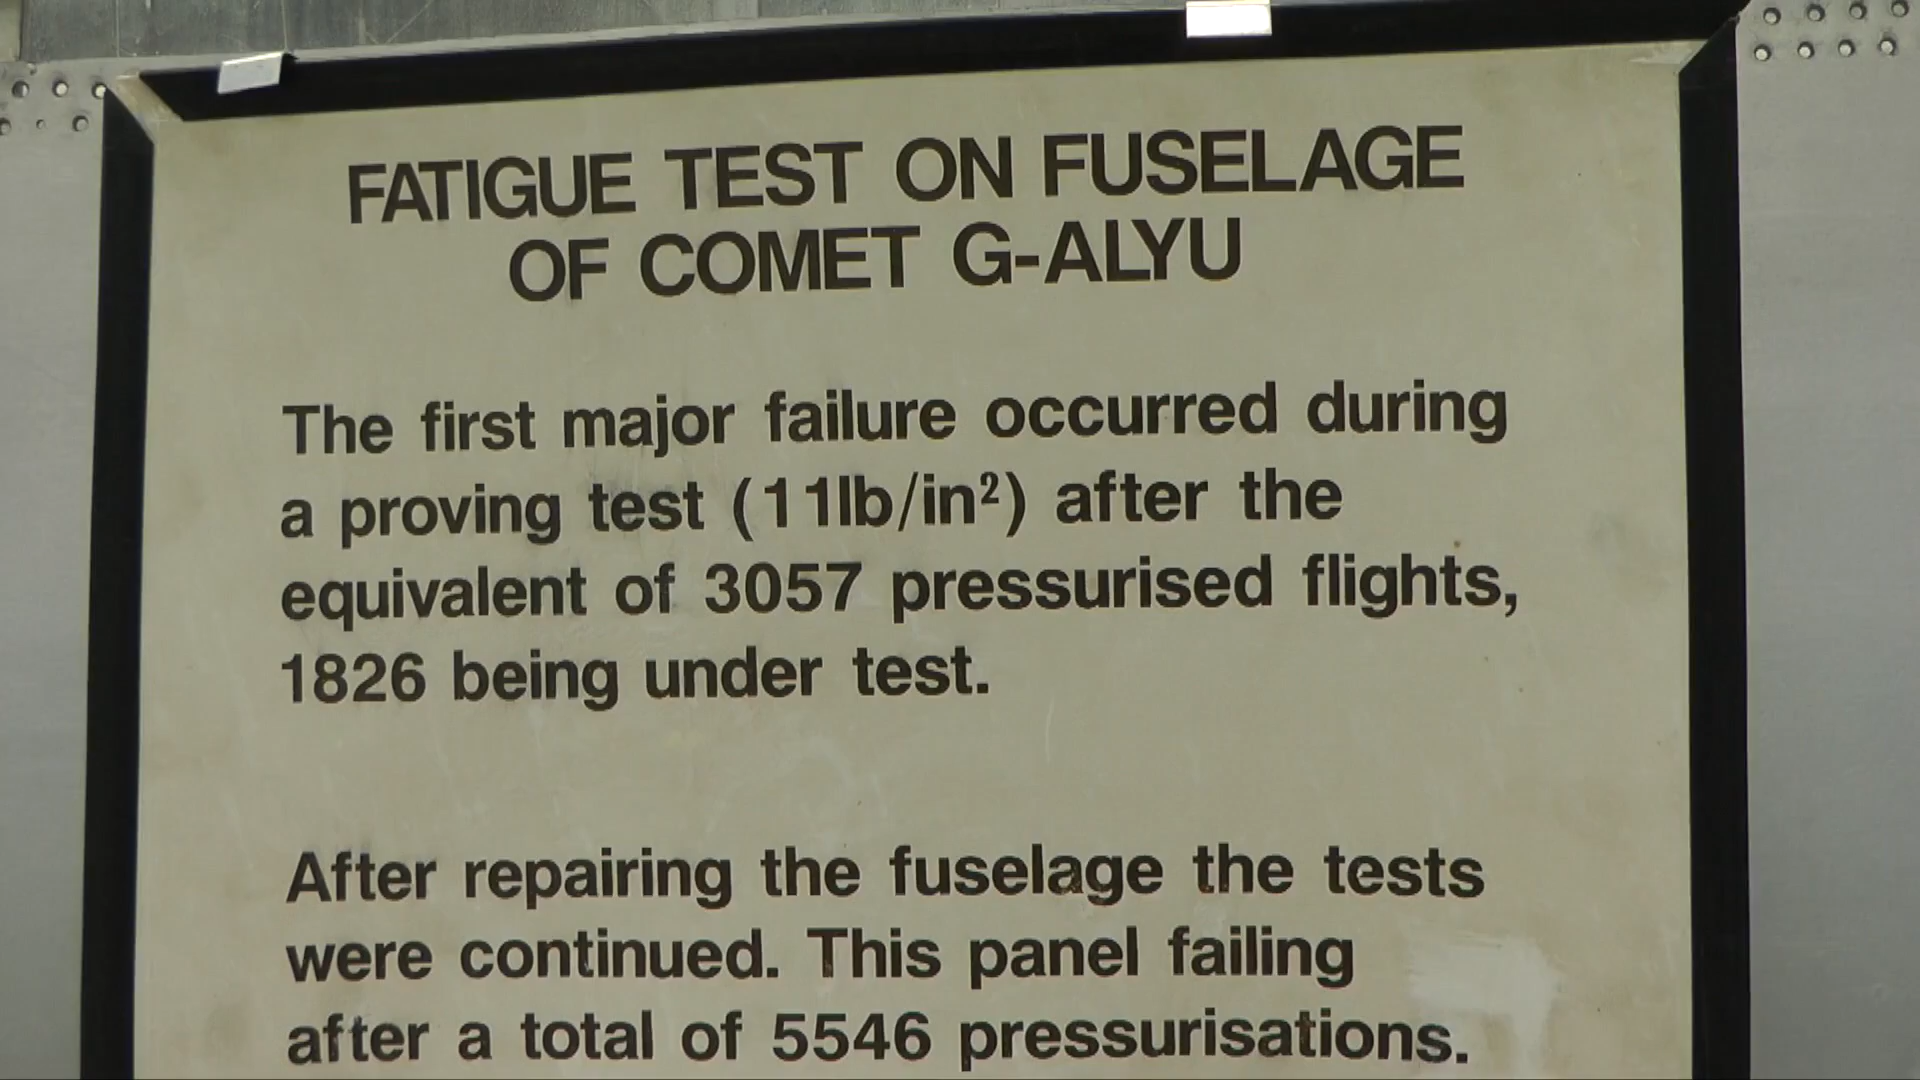 FATIGUE TEST ON FUSELAGE
OF COMET G-ALYU
The first major failure occurred during
a proving test (11lb/in²) after the
equivalent of 3057 pressurised flights,
1826 being under test.
After repairing the fuselage the tests
were continued. This panel failing
after a total of 5546 pressurisations.